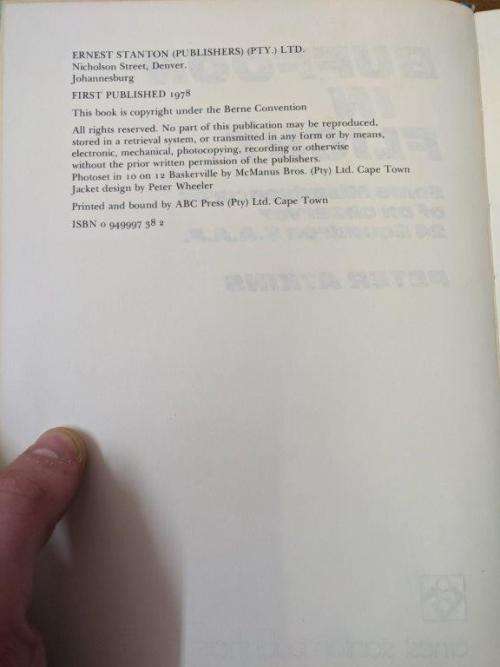 ERNEST STANTON (PUBLISHERS) (PTY.) LTD.
Nicholson Street, Denver.
Johannesburg
FIRST PUBLISHED 1978
This book is copyright under the Berne Convention
All rights reserved. No part of this publication may be reproduced,
stored in a retrieval system, or transmitted in any form or by means,
electronic, mechanical, photocopying, recording or otherwise
without the prior written permission of the publishers.
Photoset in 10 on 12 Baskerville by McManus Bros. (Pty) Ltd. Cape Town
Jacket design by Peter Wheeler
Printed and bound by ABC Press (Pty) Ltd. Cape Town
ISBN 0 949997 38 2
PETER ATKINS